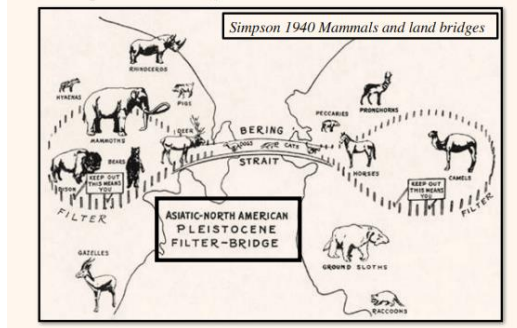 Simpson 1940 Mammals and land bridges
RHINOCEROS
HYAENAS
PIGS
MAMMOTHS
DEER
BISON
BEARS
KEEP OUT
THIS MEANS
YOU
FILTER
GAZELLES
BERING
DOGS
CATS
STRAIT
ASIATIC-NORTH AMERICAN
PLEISTOCENE
FILTER-BRIDGE
PECCARIES
PRONGHORNS
HORSES
CAMELS
KEEP OUT
THIS MEANS
YOU
FILTER
GROUND SLOTHS
RACCOONS